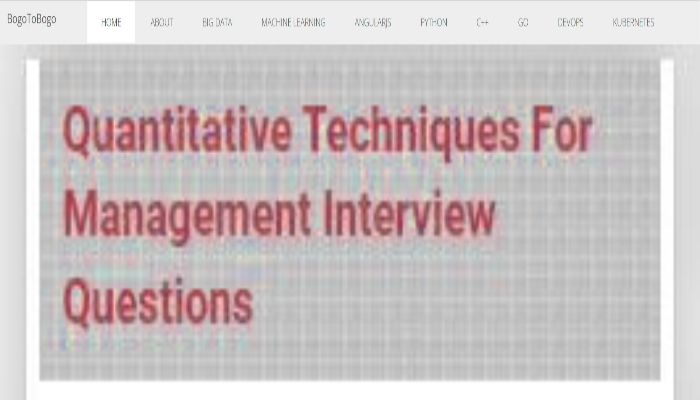 BogoToBogo HOME ABOUT BIG DATA MACHINE LEARNING ANGULARJS PYTHON C++ GO DEVOPS KUBERNETES
Quantitative Techniques For
Management Interview
Questions